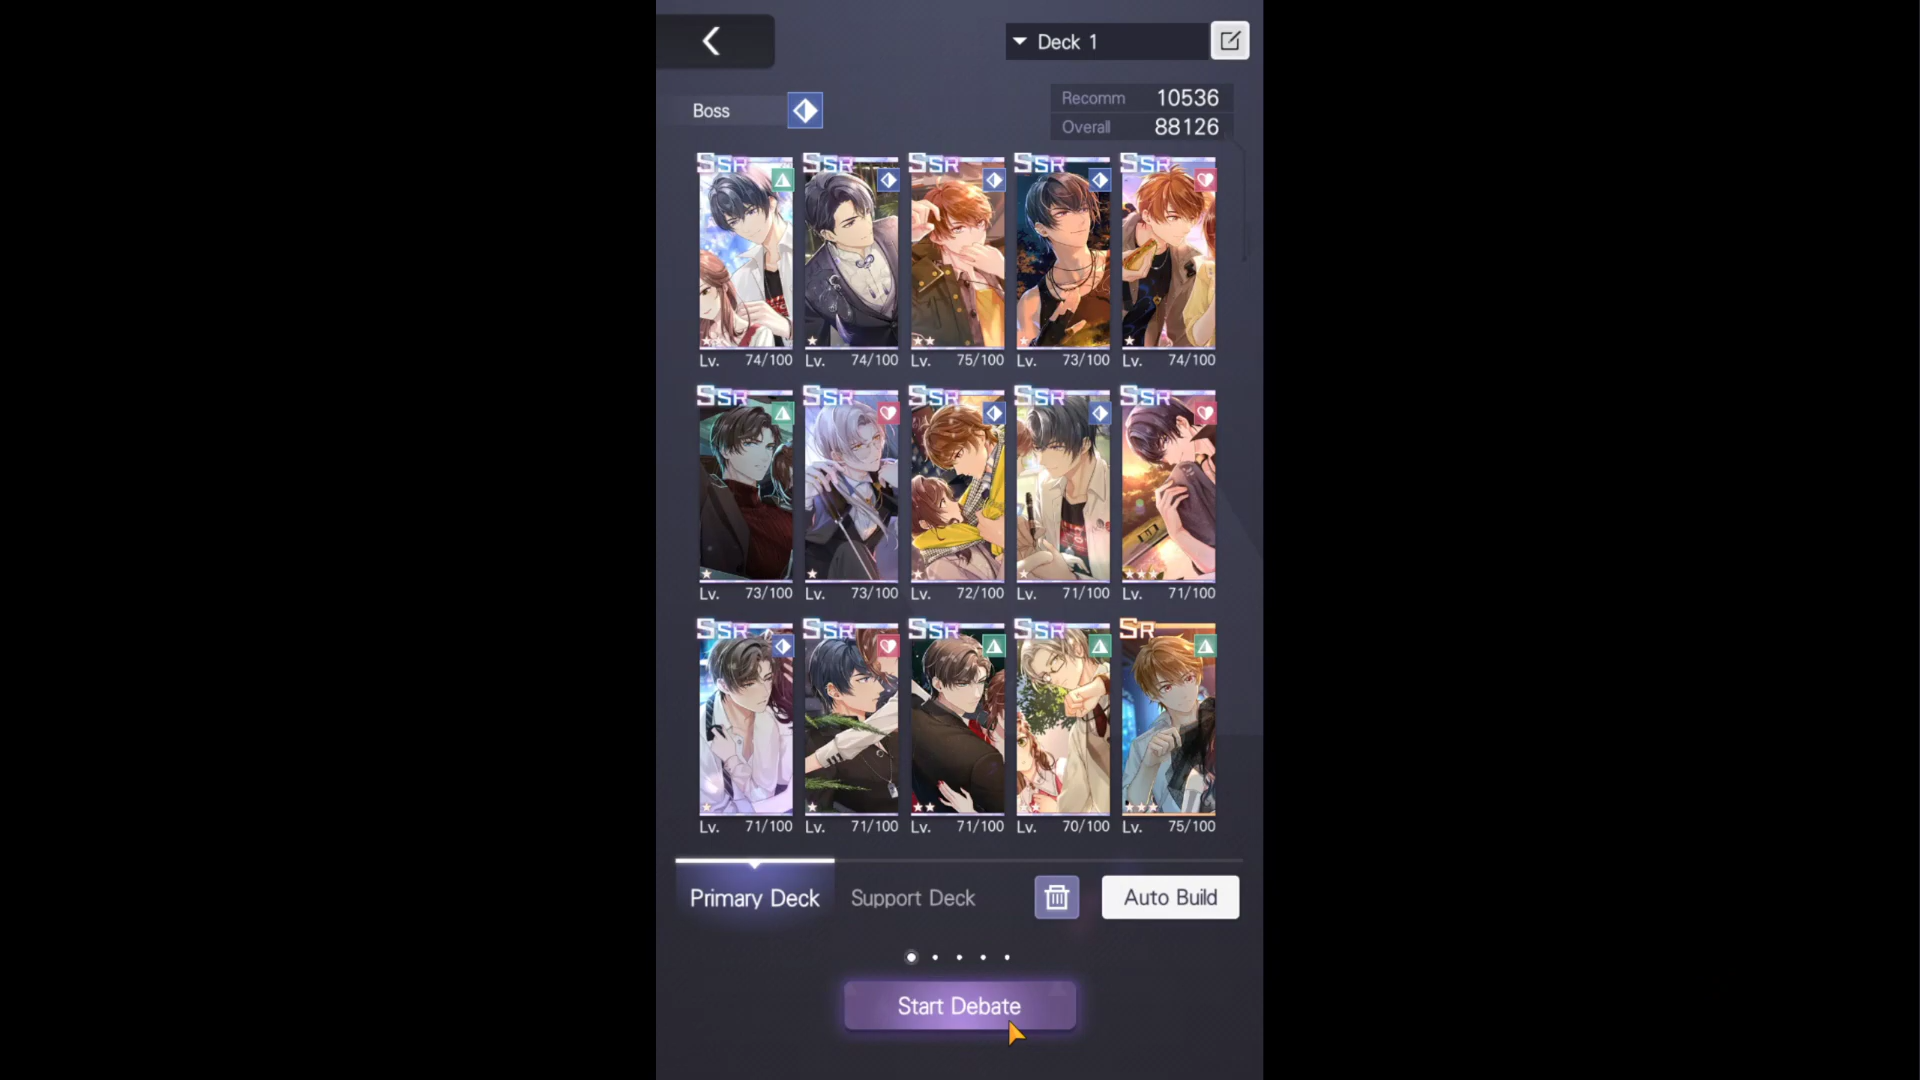 Deck 1
Boss
Recomm 10536
Overall 88126
SSR SSR SSR SSR SSR
Lv. 74/100 Lv. 74/100 Lv. 75/100 Lv. 73/100 Lv. 74/100
SSR SSR SSR SSR SSR
Lv. 73/100 Lv. 73/100 Lv. 72/100 Lv. 71/100 Lv. 71/100
SSR SSR SSR SSR SR
Lv. 71/100 Lv. 71/100 Lv. 71/100 Lv. 70/100 Lv. 75/100
Primary Deck Support Deck Auto Build
Start Debate